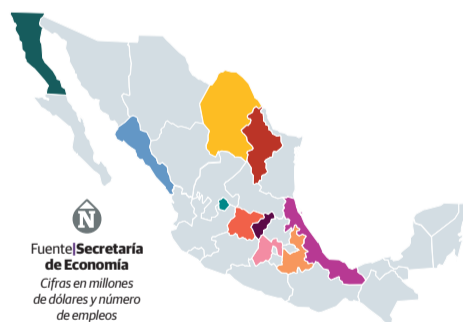 N
Fuente|Secretaría
de Economía
Cifras en millones
de dólares y número
de empleos